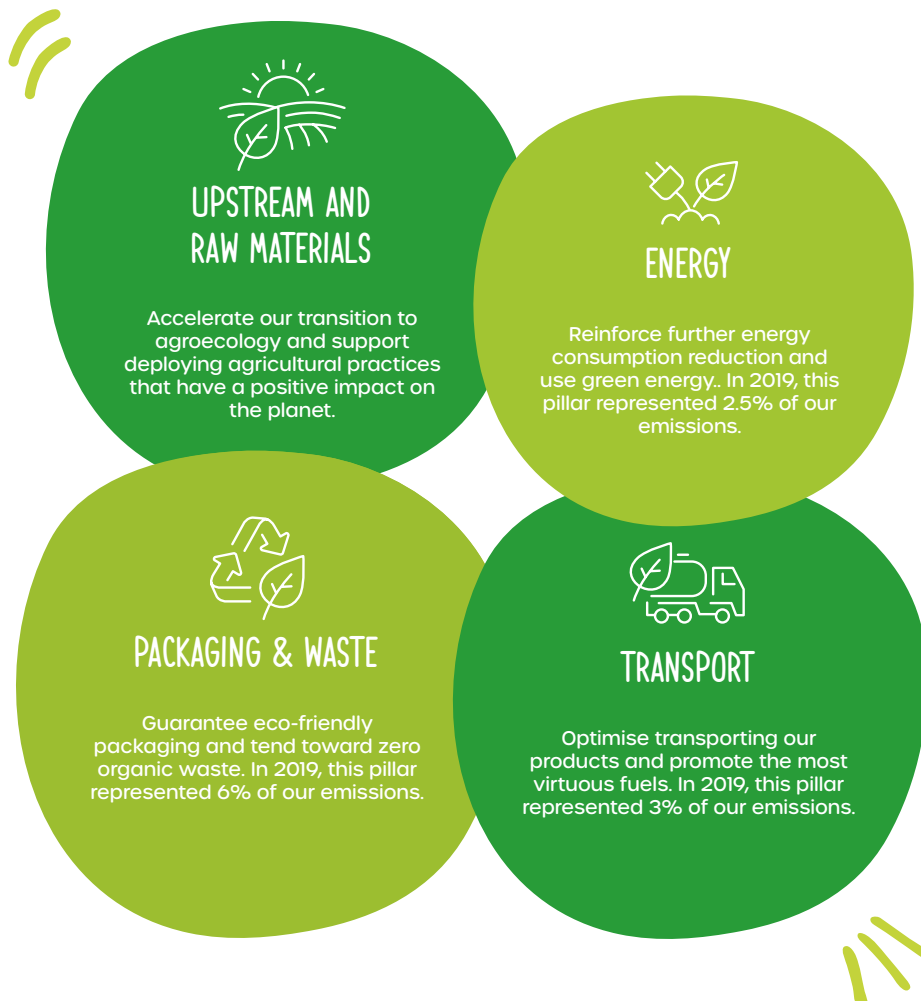 UPSTREAM AND
RAW MATERIALS
Accelerate our transition to
agroecology and support
deploying agricultural practices
that have a positive impact on
the planet.
ENERGY
Reinforce further energy
consumption reduction and
use green energy.. In 2019, this
pillar represented 2.5% of our
emissions.
PACKAGING & WASTE
Guarantee eco-friendly
packaging and tend toward zero
organic waste. In 2019, this pillar
represented 6% of our emissions.
TRANSPORT
Optimise transporting our
products and promote the most
virtuous fuels. In 2019, this pillar
represented 3% of our emissions.